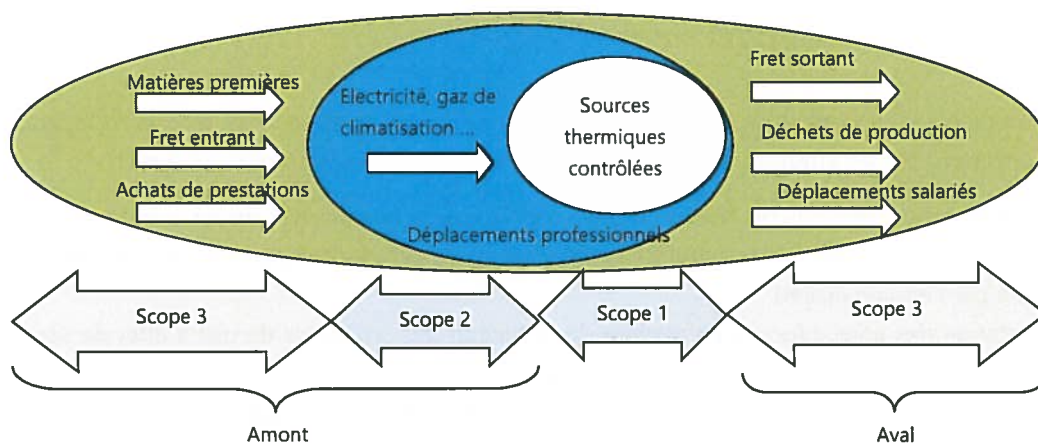 Matières premières
Fret entrant
Achats de prestations
Electricité, gaz de
climatisation ...
Sources
thermiques
contrôlées
Déplacements professionnels
Fret sortant
Déchets de production
Déplacements salariés
Scope 3
Scope 2
Scope 1
Scope 3
Amont
Aval